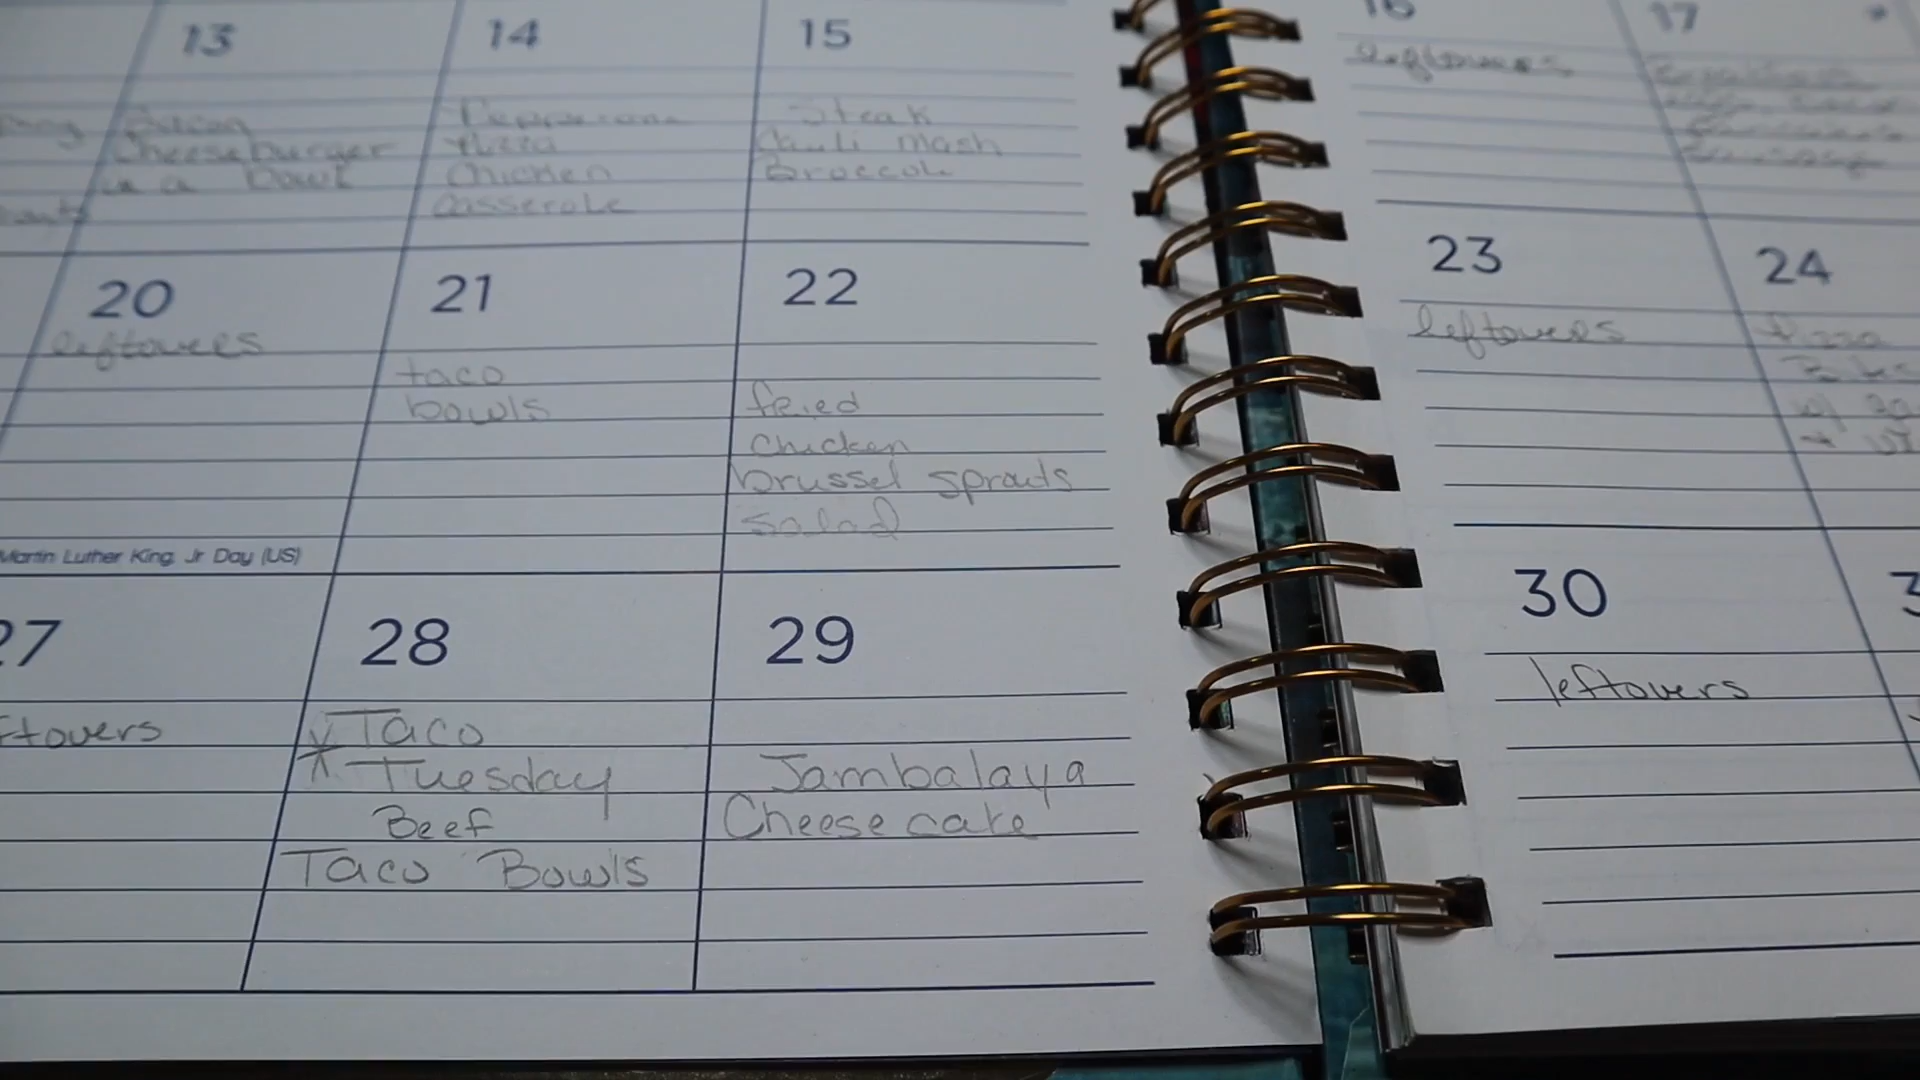 13
14
15
16
17
Bacon
Cheeseburger
in a Bowl
Pepperoni
Pizza
Chicken
Casserole
Steak
Cauli mash
Broccoli
leftovers
20
21
22
23
24
leftovers
taco
bowls
fried
chicken
brussel sprouts
salad
leftovers
Pizza
Martin Luther King, Jr Day (US)
27
28
29
30
ftovers
Taco
Tuesday
Beef
Taco Bowls
Jambalaya
Cheesecake
leftovers